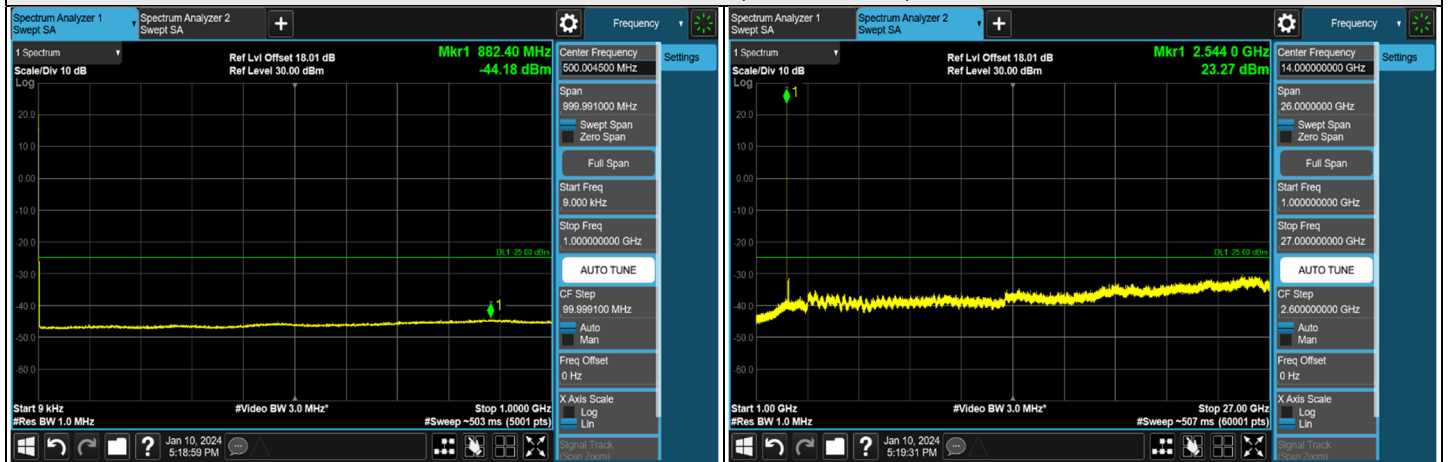 Spectrum Analyzer 1
Swept SA
Spectrum Analyzer 2
Swept SA
Frequency
1 Spectrum
Scale/Div 10 dB
Log
Ref Lvl Offset 18.01 dB
Ref Level 30.00 dBm
Mkr1 882.40 MHz
-44.18 dBm
1
20.0
10.0
0.00
-10.0
-20.0
-30.0
-40.0
-50.0
-60.0
DL1 -25.00 dBm
Start 9 kHz
#Res BW 1.0 MHz
#Video BW 3.0 MHz*
Stop 1.0000 GHz
#Sweep ~503 ms (5001 pts)
Center Frequency
500.004500 MHz
Settings
Span
999.991000 MHz
Swept Span
Zero Span
Full Span
Start Freq
9.000 kHz
Stop Freq
1.000000000 GHz
AUTO TUNE
CF Step
99.999100 MHz
Auto
Man
Freq Offset
0 Hz
X Axis Scale
Log
Lin
Signal Track
(Span Zoom)
?
Jan 10, 2024
5:18:59 PM
Spectrum Analyzer 1
Swept SA
Spectrum Analyzer 2
Swept SA
Frequency
1 Spectrum
Scale/Div 10 dB
Log
Ref Lvl Offset 18.01 dB
Ref Level 30.00 dBm
Mkr1 2.544 0 GHz
23.27 dBm
1
20.0
10.0
0.00
-10.0
-20.0
-30.0
-40.0
-50.0
-60.0
DL1 -25.00 dBm
Start 1.00 GHz
#Res BW 1.0 MHz
#Video BW 3.0 MHz*
Stop 27.00 GHz
#Sweep ~507 ms (60001 pts)
Center Frequency
14.000000000 GHz
Settings
Span
26.0000000 GHz
Swept Span
Zero Span
Full Span
Start Freq
1.000000000 GHz
Stop Freq
27.000000000 GHz
AUTO TUNE
CF Step
2.600000000 GHz
Auto
Man
Freq Offset
0 Hz
X Axis Scale
Log
Lin
Signal Track
(Span Zoom)
?
Jan 10, 2024
5:19:31 PM